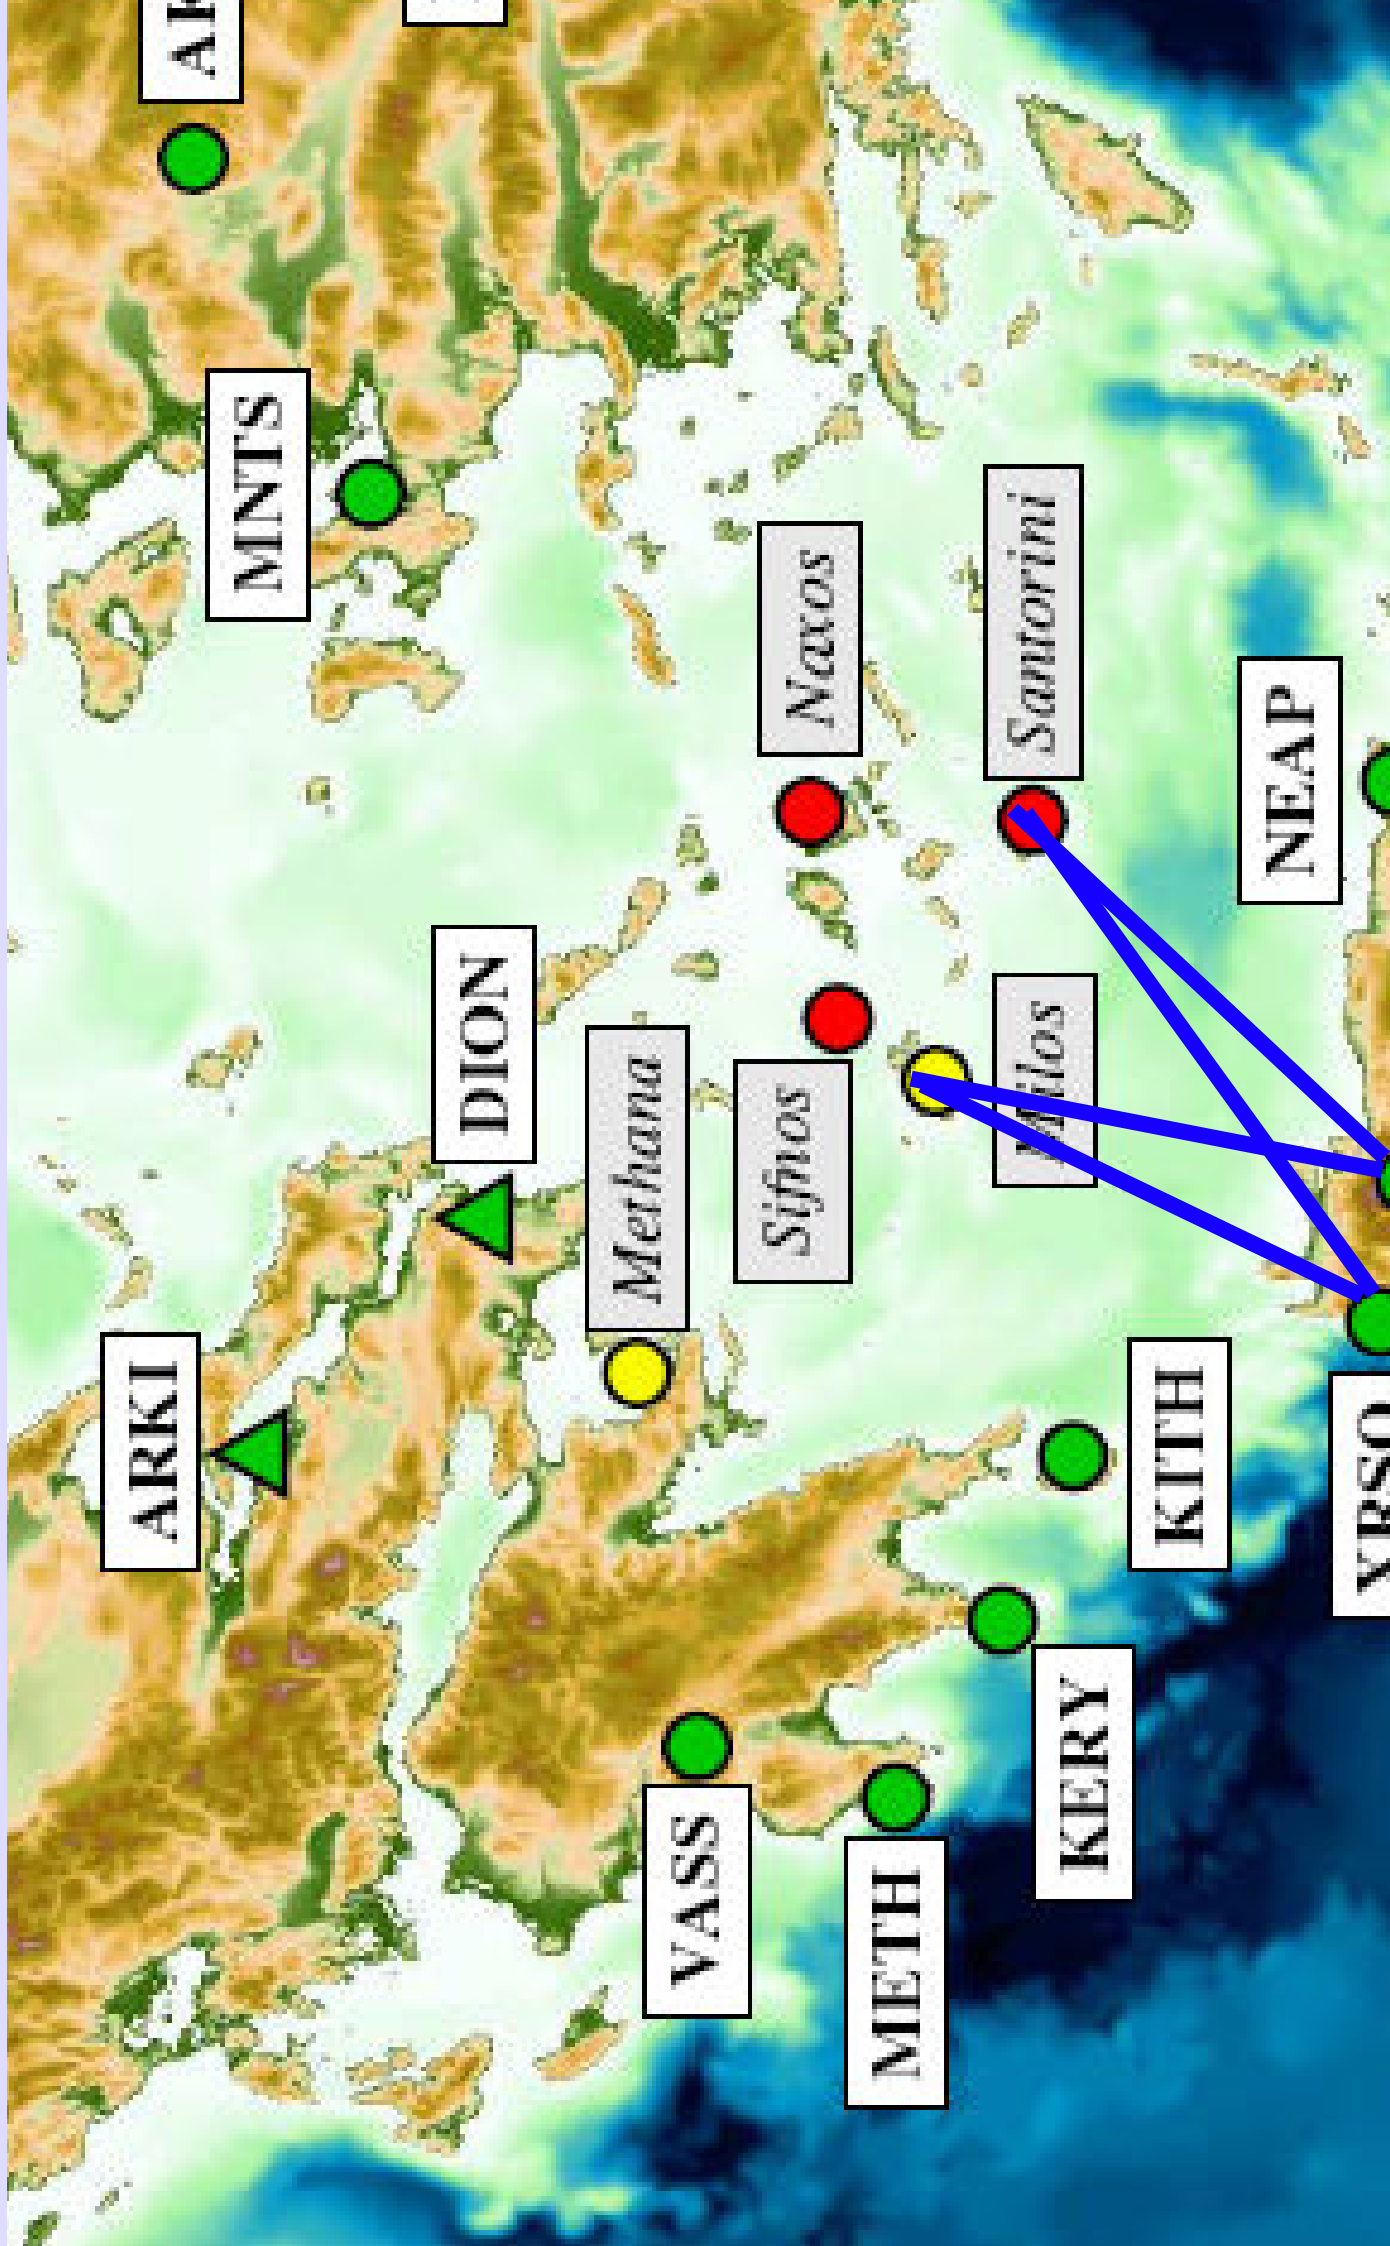 ARKI
DION
MNTS
Methana
Sifnos
Naxos
Milos
Santorini
VASS
METH
KERY
KITH
NEAP